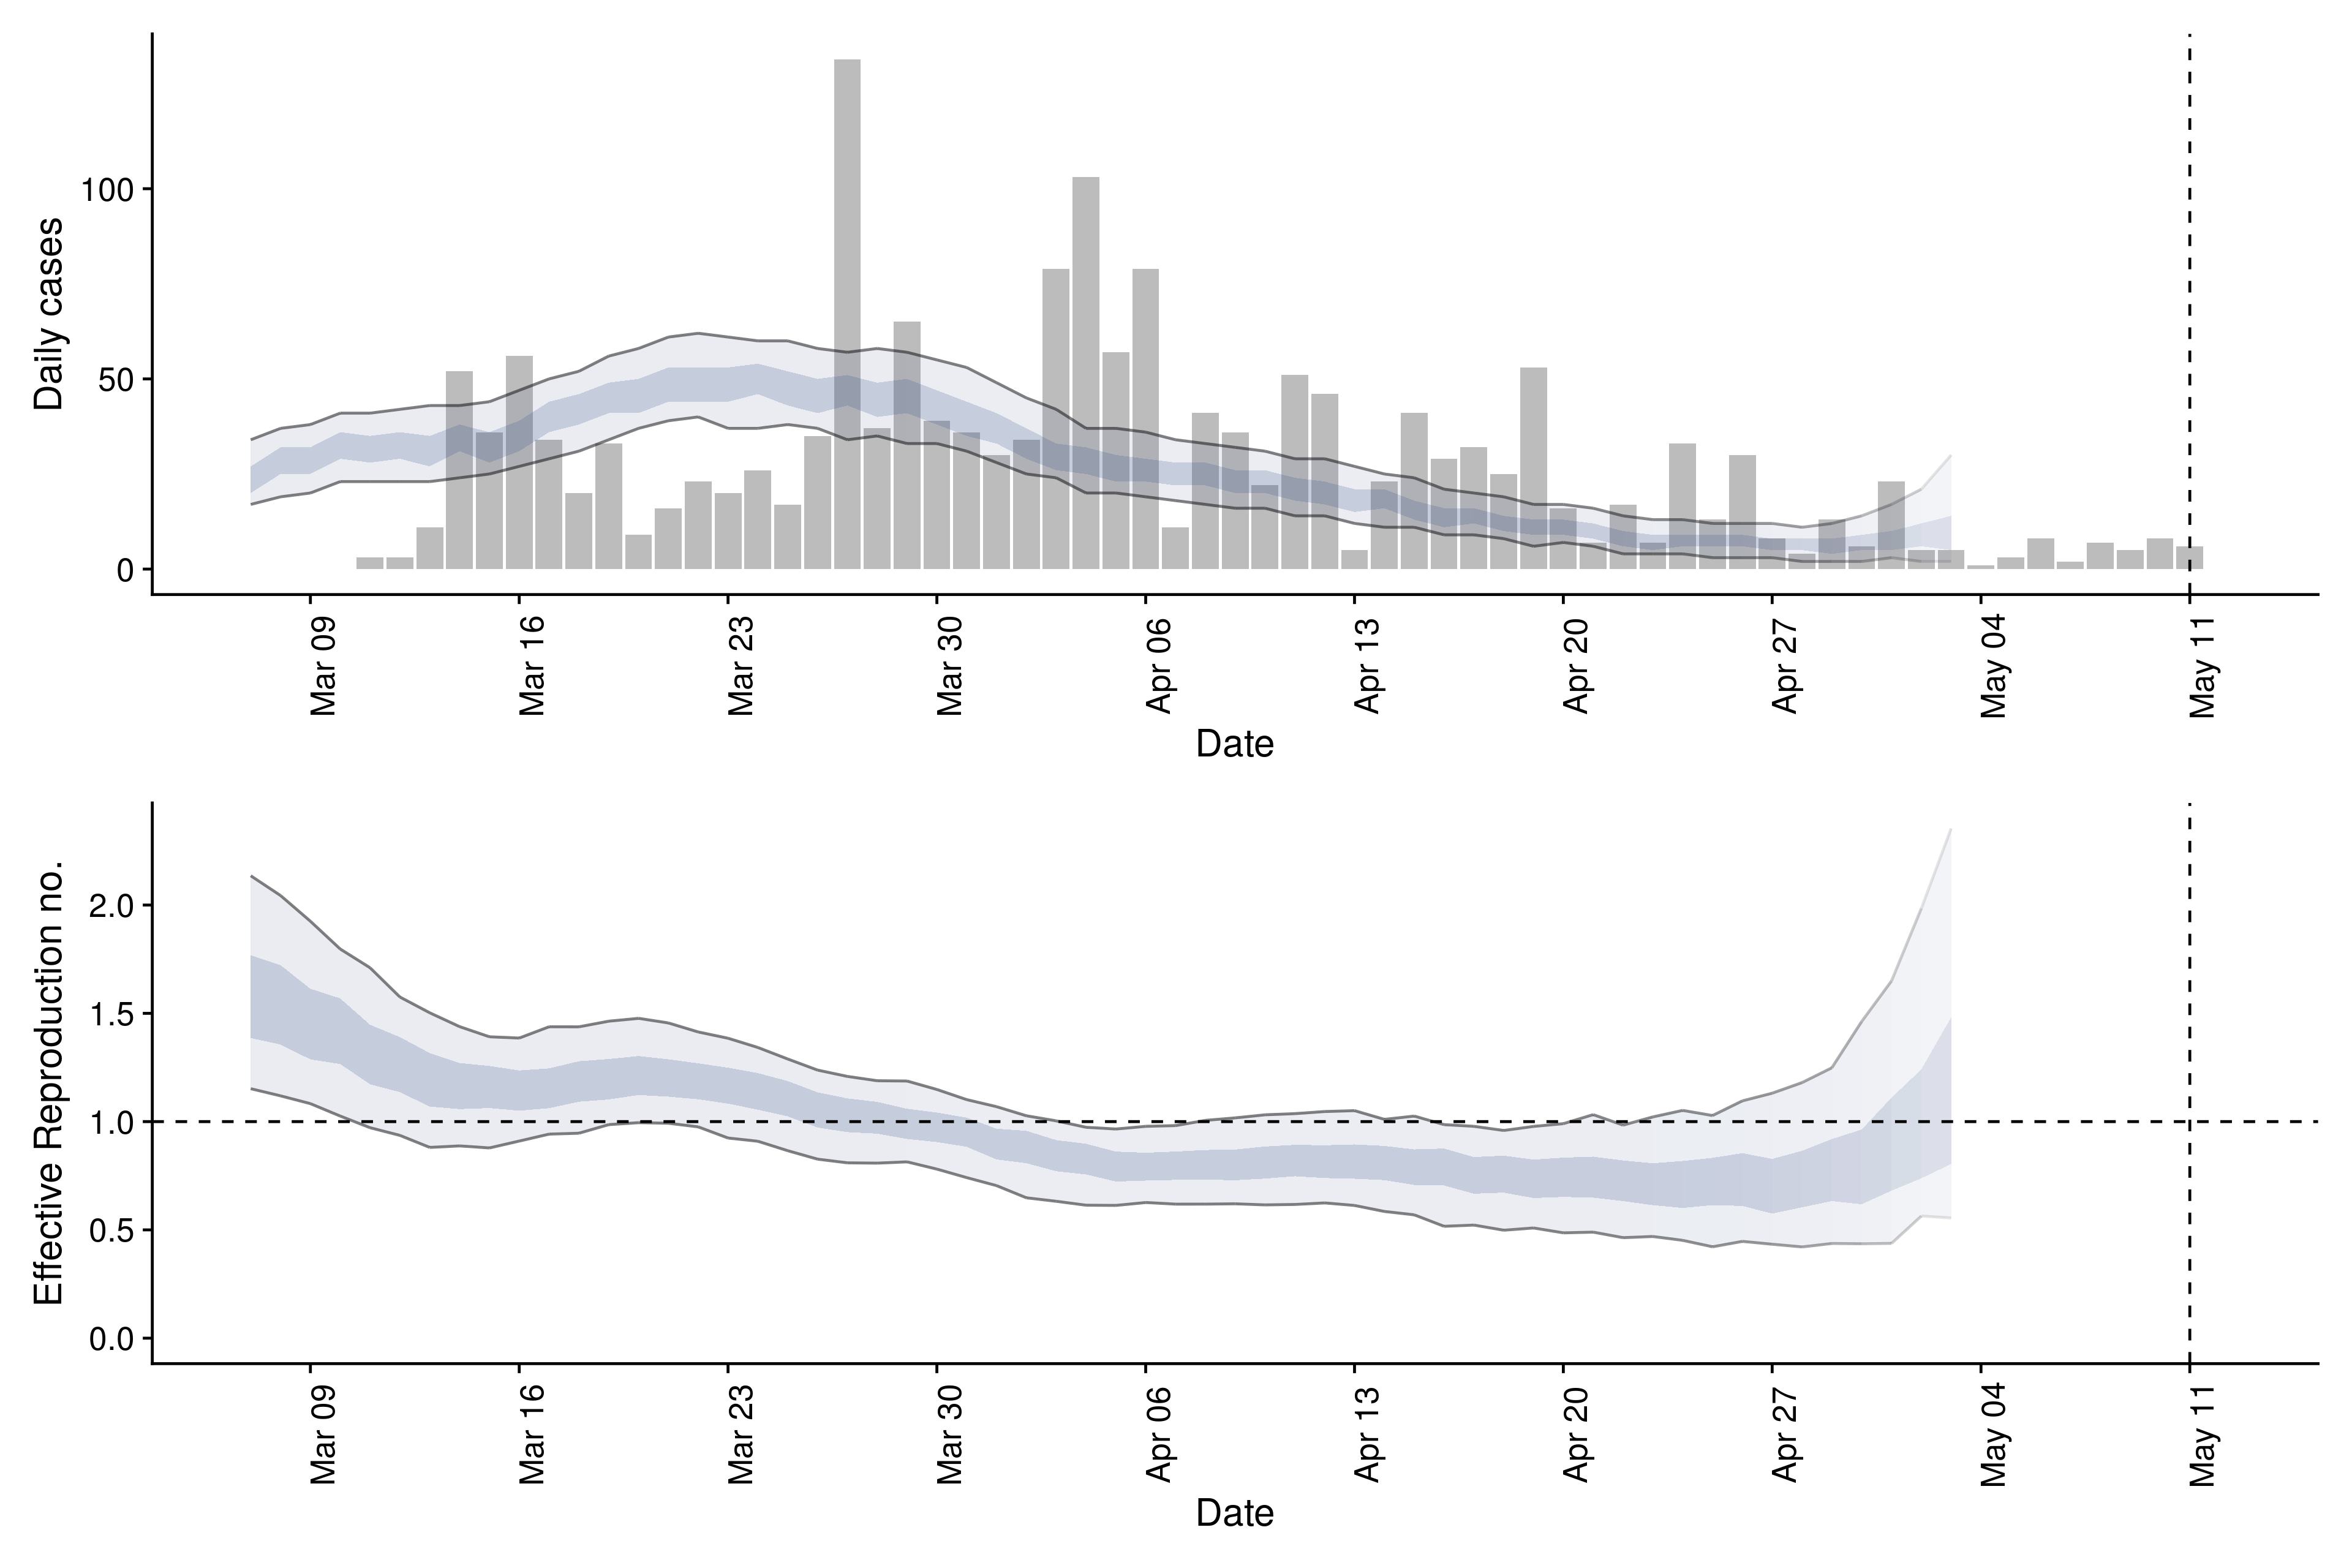 Daily cases
100
50
0
Mar 09
Mar 16
Mar 23
Mar 30
Apr 06
Apr 13
Apr 20
Apr 27
May 04
May 11
Date
Effective Reproduction no.
2.0
1.5
1.0
0.5
0.0
Mar 09
Mar 16
Mar 23
Mar 30
Apr 06
Apr 13
Apr 20
Apr 27
May 04
May 11
Date